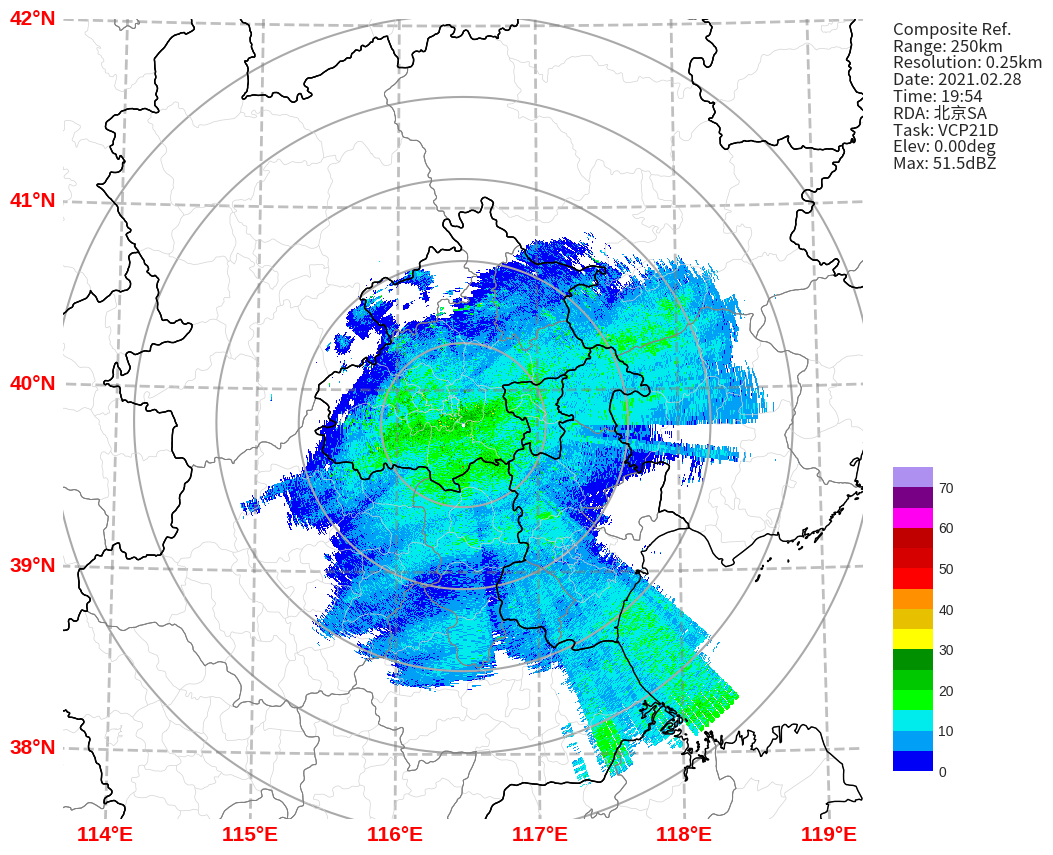 Composite Ref.
Range: 250km
Resolution: 0.25km
Date: 2021.02.28
Time: 19:54
RDA: 北京SA
Task: VCP21D
Elev: 0.00deg
Max: 51.5dBZ
42°N
41°N
40°N
39°N
38°N
114°E
115°E
116°E
117°E
118°E
119°E
70
60
50
40
30
20
10
0